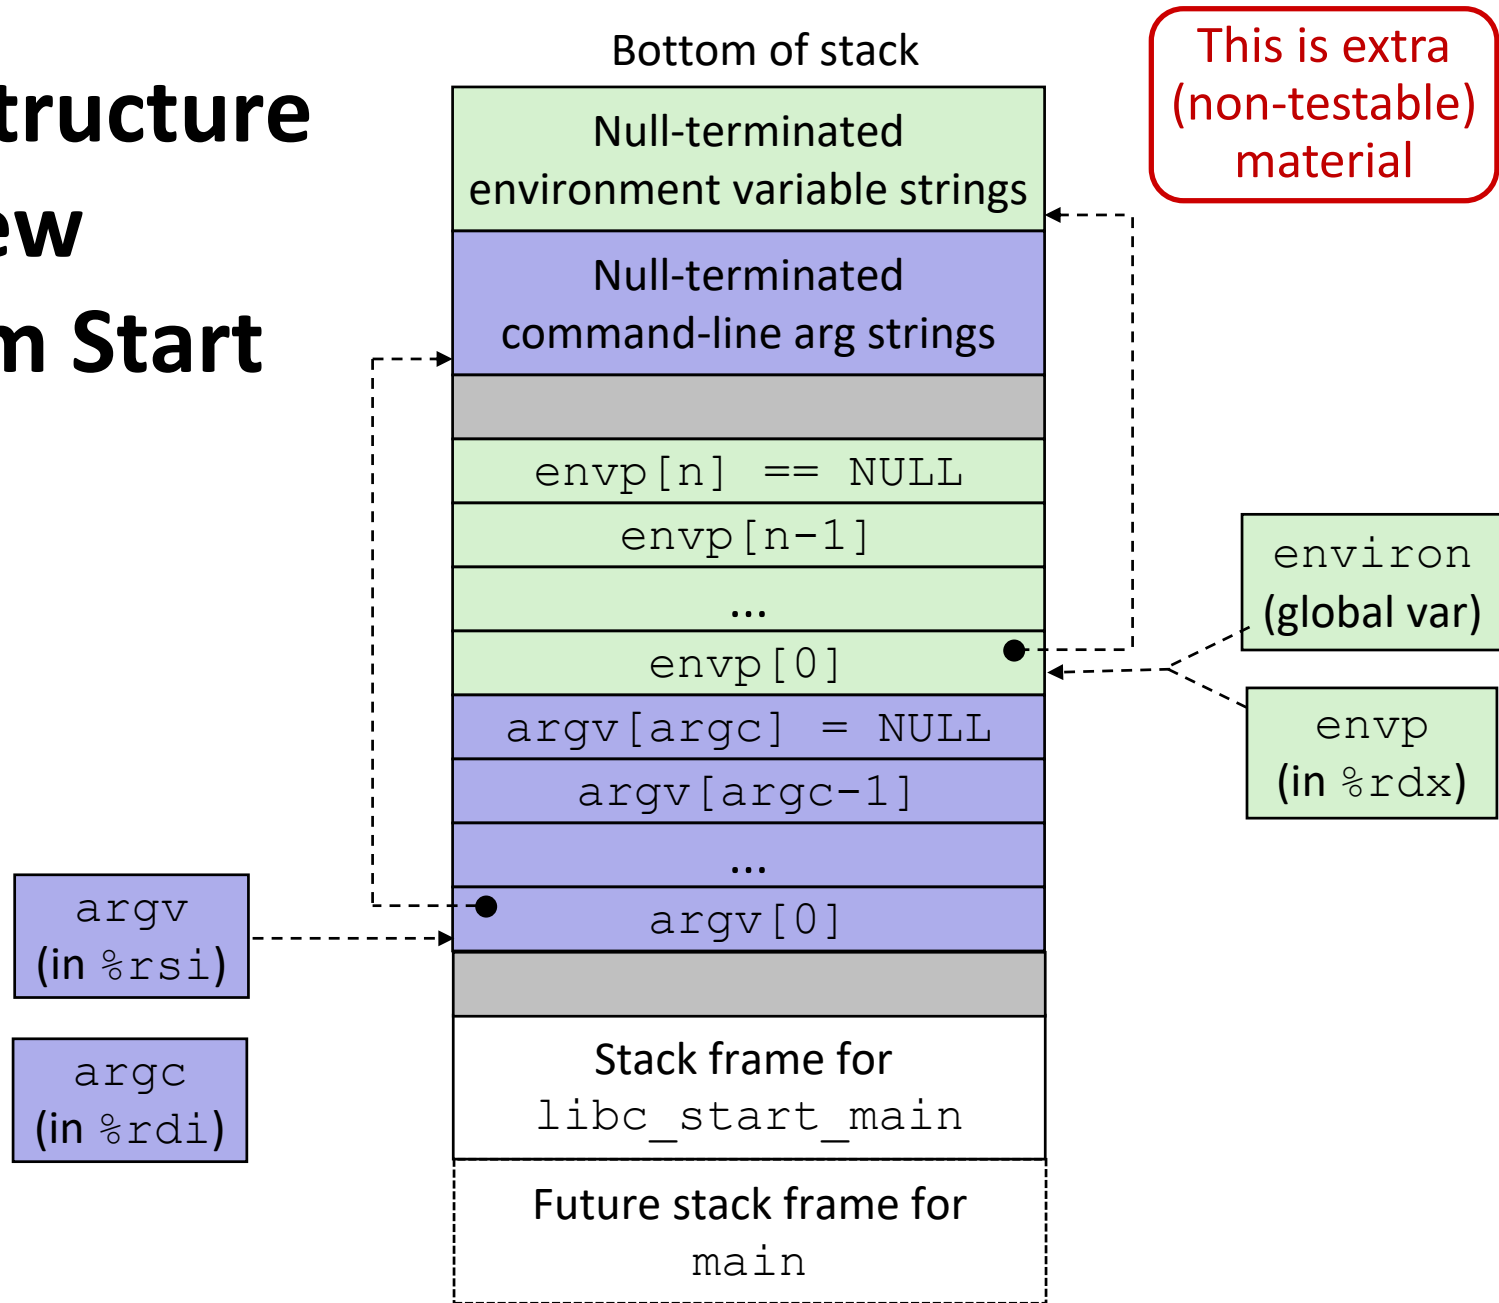 tructure
ew
m Start
Bottom of stack
This is extra
(non-testable)
material
Null-terminated
environment variable strings
Null-terminated
command-line arg strings
envp[n] == NULL
envp[n-1]
...
envp[0]
environ
(global var)
envp
(in %rdx)
argv[argc] = NULL
argv[argc-1]
...
argv[0]
argv
(in %rsi)
argc
(in %rdi)
Stack frame for
libc_start_main
Future stack frame for
main